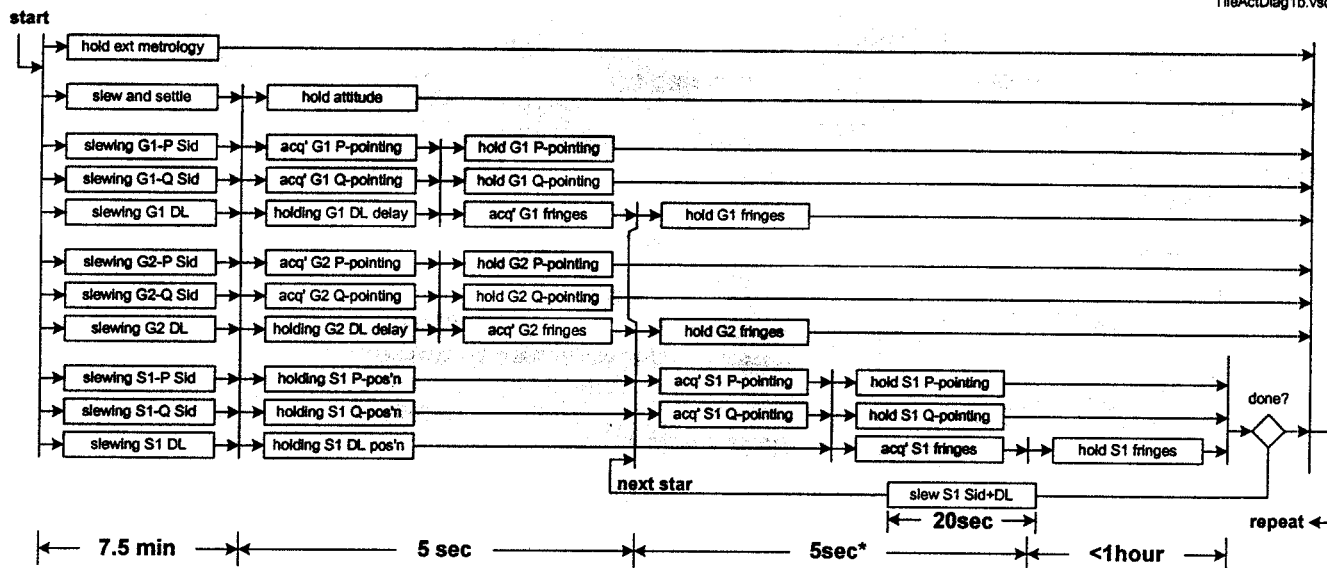 TileActDiag1b.vsd
start
hold ext metrology
slew and settle
hold attitude
slewing G1-P Sid
acq' G1 P-pointing
hold G1 P-pointing
slewing G1-Q Sid
acq' G1 Q-pointing
hold G1 Q-pointing
slewing G1 DL
holding G1 DL delay
acq' G1 fringes
hold G1 fringes
slewing G2-P Sid
acq' G2 P-pointing
hold G2 P-pointing
slewing G2-Q Sid
acq' G2 Q-pointing
hold G2 Q-pointing
slewing G2 DL
holding G2 DL delay
acq' G2 fringes
hold G2 fringes
slewing S1-P Sid
holding S1 P-pos'n
acq' S1 P-pointing
hold S1 P-pointing
done?
slewing S1-Q Sid
holding S1 Q-pos'n
acq' S1 Q-pointing
hold S1 Q-pointing
slewing S1 DL
holding S1 DL pos'n
acq' S1 fringes
hold S1 fringes
next star
slew S1 Sid+DL
20sec
repeat
7.5 min
5 sec
5sec*
<1hour